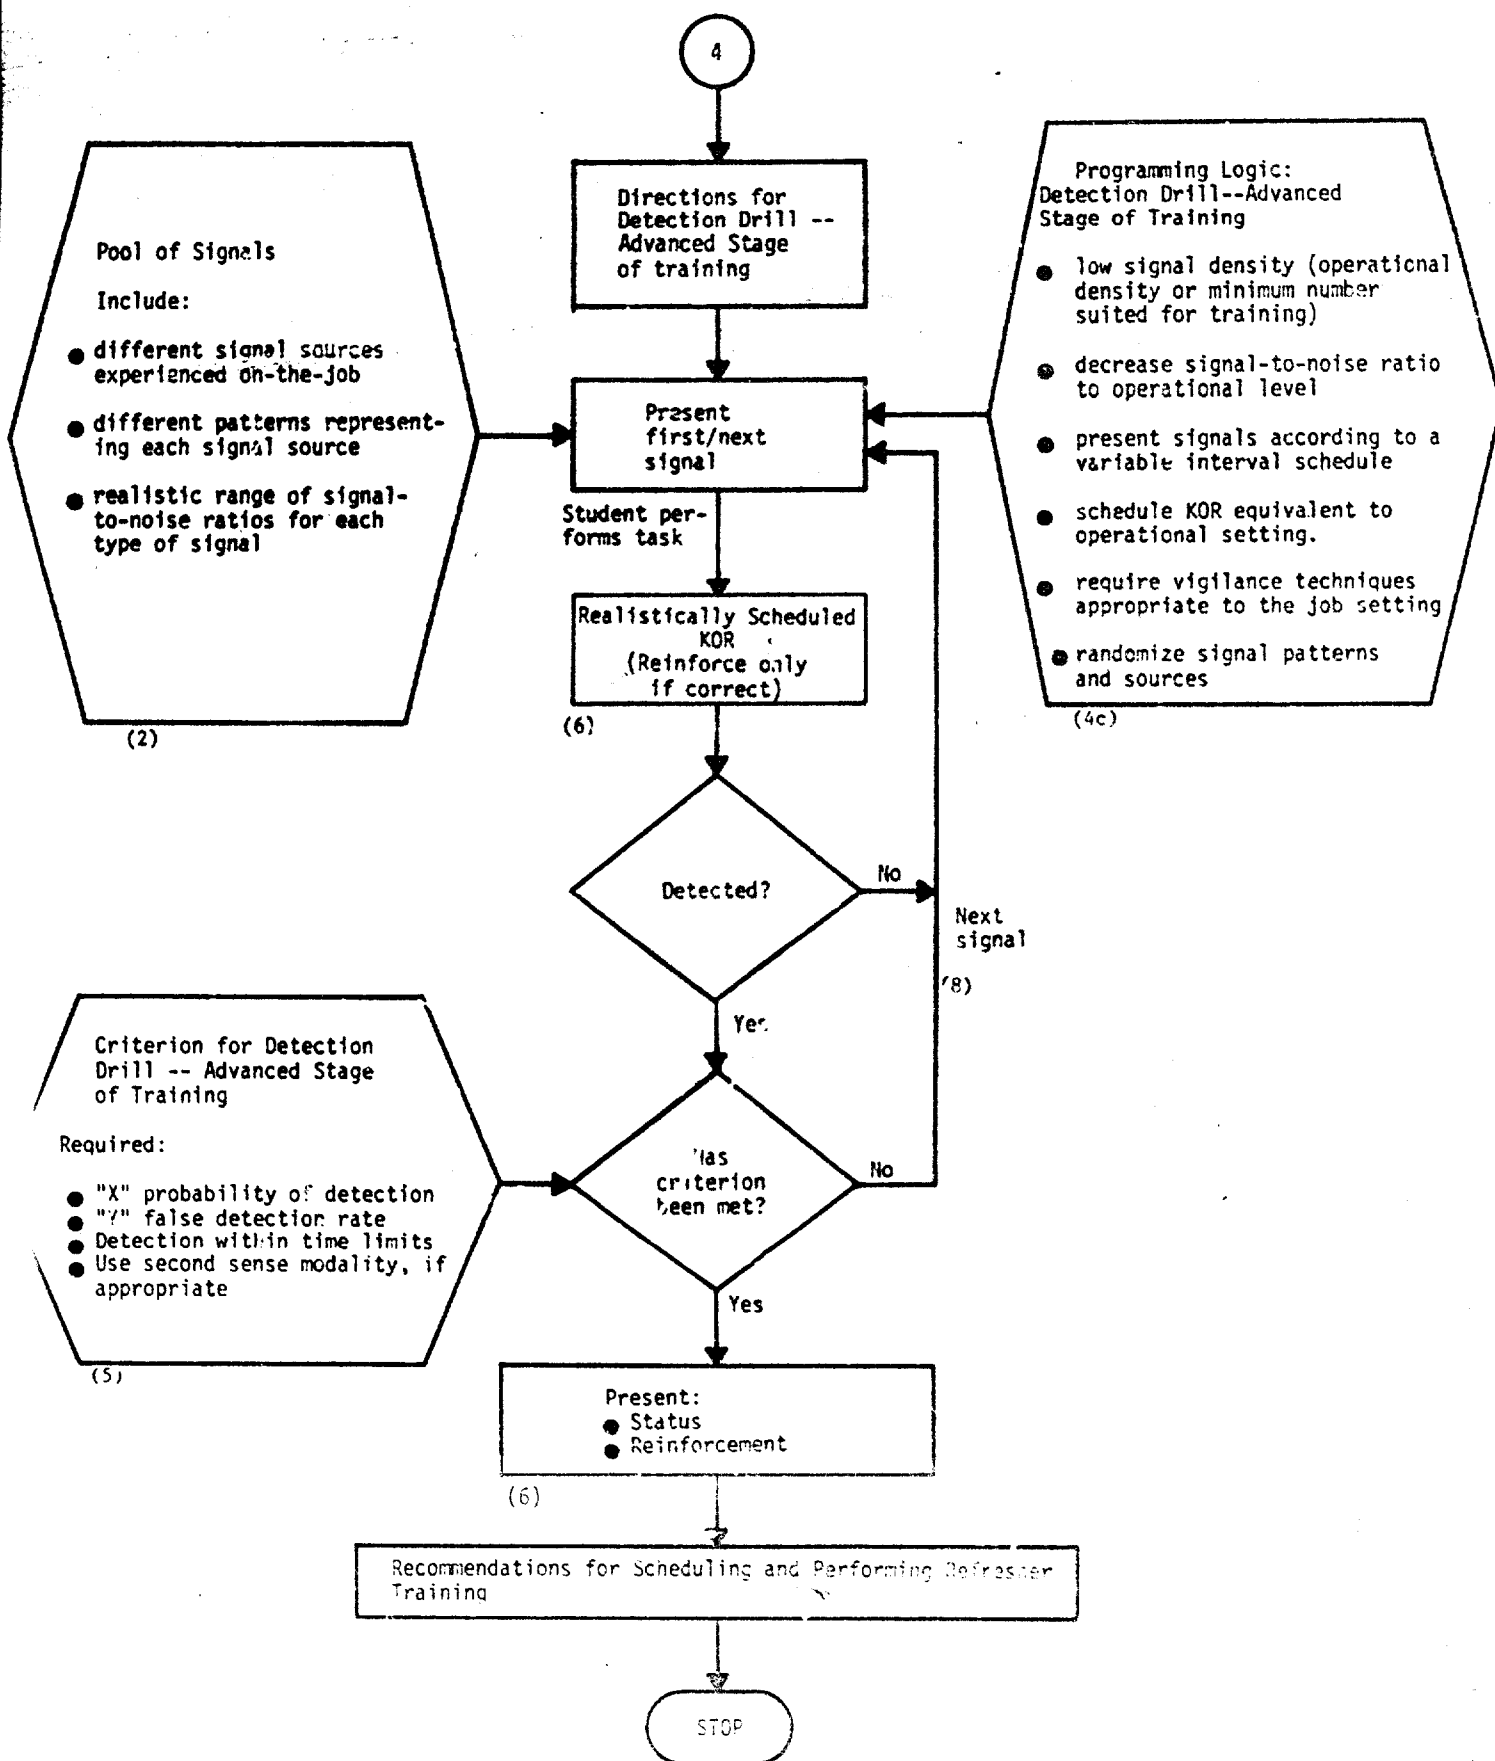 4
Directions for
Detection Drill --
Advanced Stage
of training
Pool of Signals
Include:
● different signal sources
experienced on-the-job
● different patterns represent-
ing each signal source
● realistic range of signal-
to-noise ratios for each
type of signal
(2)
Programming Logic:
Detection Drill--Advanced
Stage of Training
● low signal density (operational
density or minimum number
suited for training)
● decrease signal-to-noise ratio
to operational level
● present signals according to a
variable interval schedule
● schedule KOR equivalent to
operational setting.
● require vigilance techniques
appropriate to the job setting
● randomize signal patterns
and sources
(4c)
Present
first/next
signal
Student per-
forms task
Realistically Scheduled
KOR
(Reinforce only
if correct)
(6)
Detected?
No
Next
signal
(8)
Yes
Criterion for Detection
Drill -- Advanced Stage
of Training
Required:
● "X" probability of detection
● "Y" false detection rate
● Detection within time limits
● Use second sense modality, if
appropriate
(5)
Has
criterion
been met?
No
Yes
Present:
● Status
● Reinforcement
(6)
Recommendations for Scheduling and Performing Refresher
Training
STOP